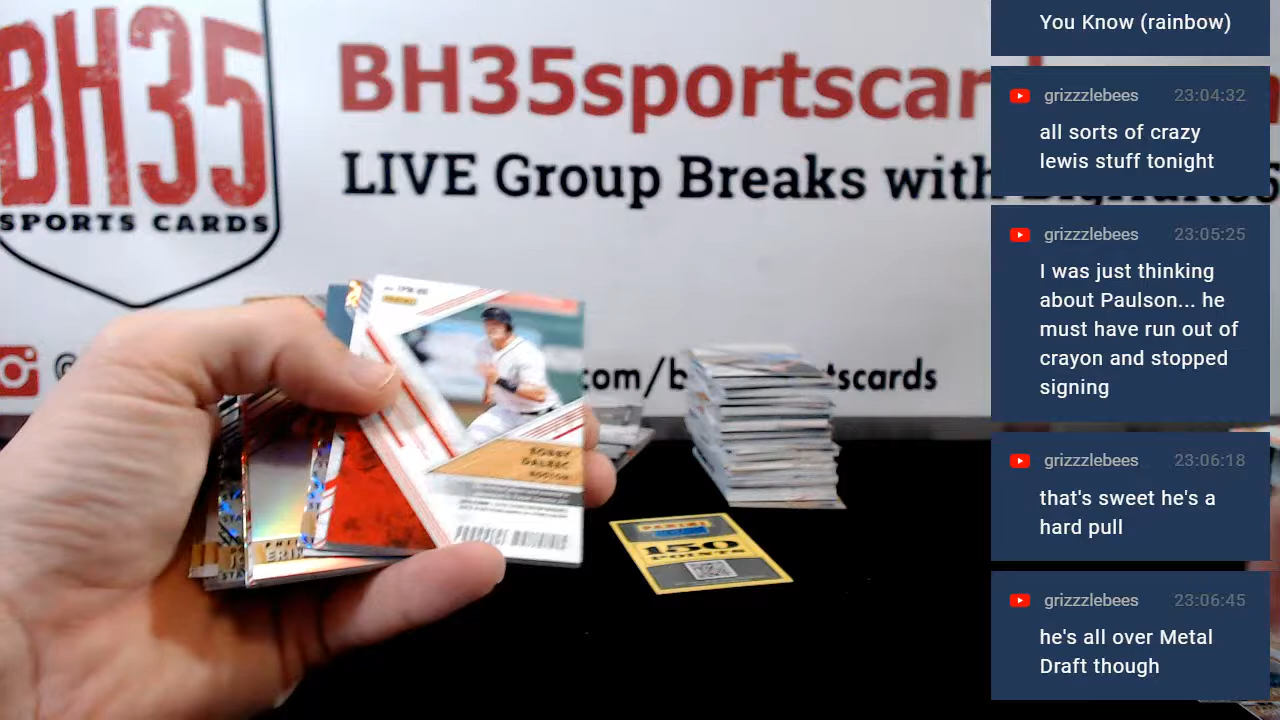 BH35
SPORTS CARDS
BH35sportscar
LIVE Group Breaks with
.com/b
tscards
PANINI
BOBBY
DALBEC
BOSTON
PANINI
150
POINTS
You Know (rainbow)
grizzzlebees 23:04:32
all sorts of crazy
lewis stuff tonight
grizzzlebees 23:05:25
I was just thinking
about Paulson... he
must have run out of
crayon and stopped
signing
grizzzlebees 23:06:18
that's sweet he's a
hard pull
grizzzlebees 23:06:45
he's all over Metal
Draft though